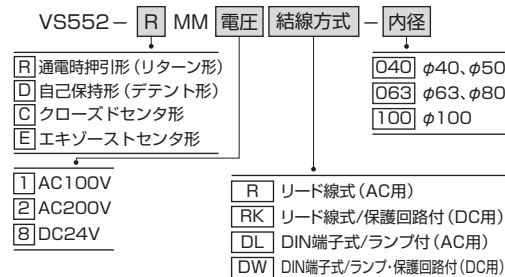 VS552－ R MM 電圧 結線方式 － 内径
R 通電時押引形（リターン形）
D 自己保持形（デテント形）
C クローズドセンタ形
E エキゾーストセンタ形
040 φ40、φ50
063 φ63、φ80
100 φ100
1 AC100V
2 AC200V
8 DC24V
R リード線式（AC用）
RK リード線式/保護回路付（DC用）
DL DIN端子式/ランプ付（AC用）
DW DIN端子式/ランプ・保護回路付（DC用）